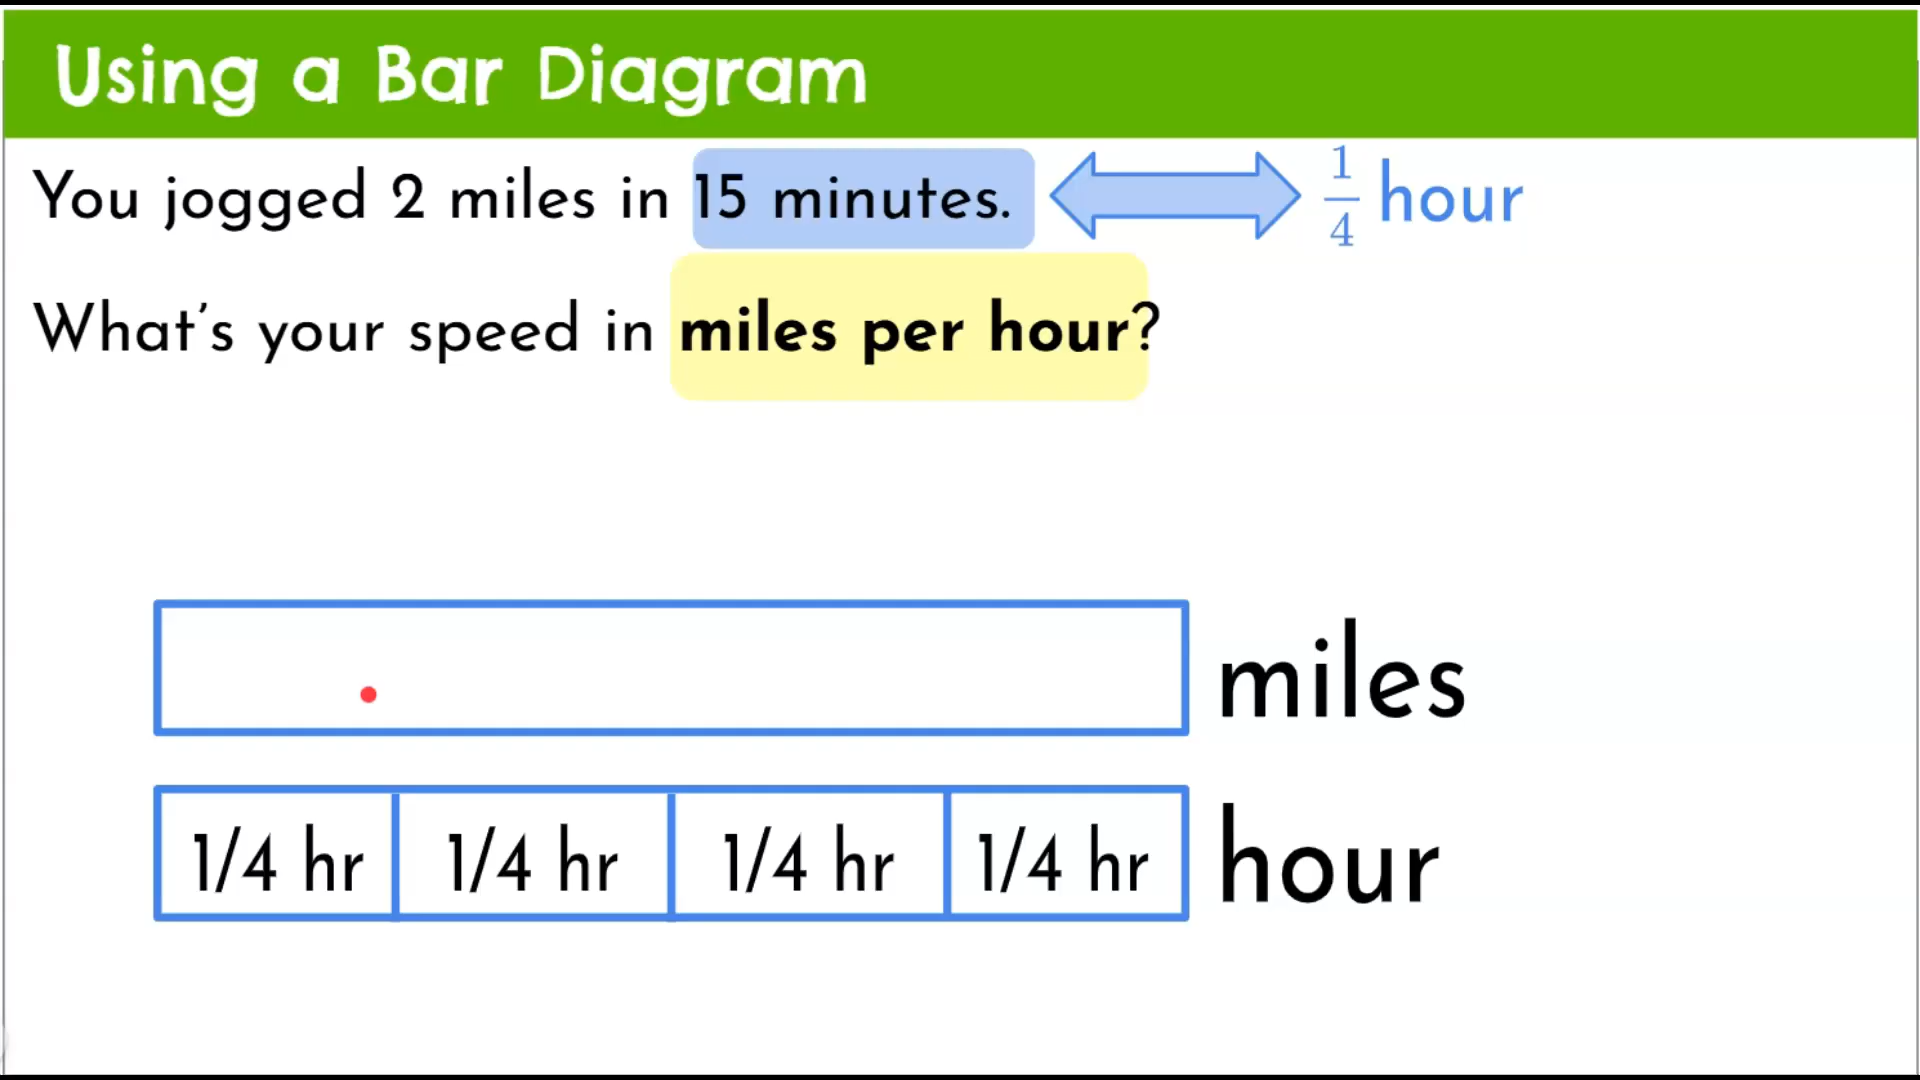 Using a Bar Diagram
You jogged 2 miles in 15 minutes. 1/4 hour
What's your speed in miles per hour?
miles
1/4 hr 1/4 hr 1/4 hr 1/4 hr hour